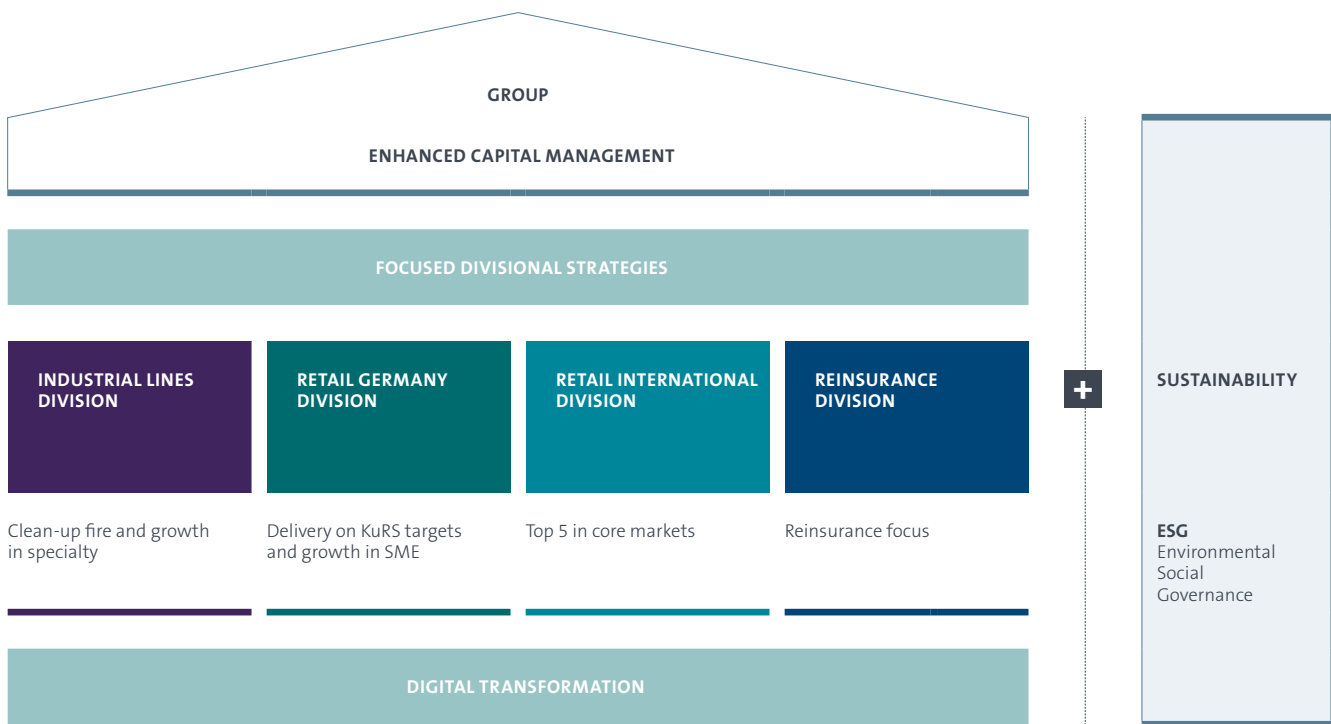 GROUP
ENHANCED CAPITAL MANAGEMENT
FOCUSED DIVISIONAL STRATEGIES
INDUSTRIAL LINES
DIVISION
RETAIL GERMANY
DIVISION
RETAIL INTERNATIONAL
DIVISION
REINSURANCE
DIVISION
+
SUSTAINABILITY
Clean-up fire and growth
in specialty
Delivery on KuRS targets
and growth in SME
Top 5 in core markets
Reinsurance focus
ESG
Environmental
Social
Governance
DIGITAL TRANSFORMATION